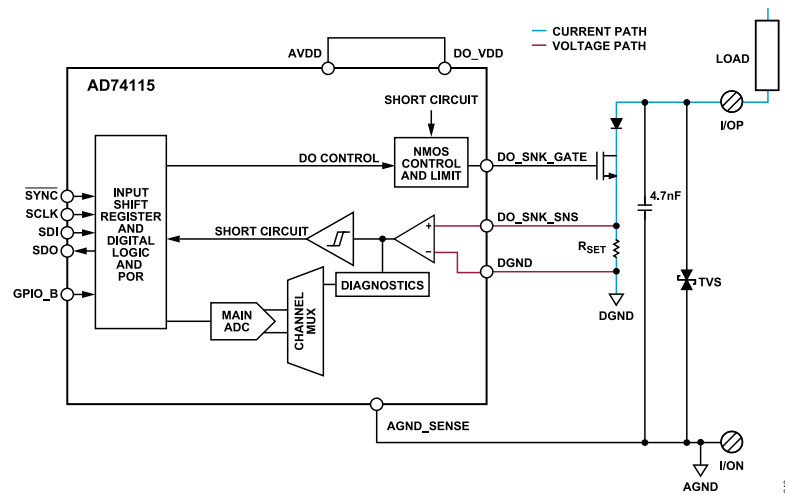 CURRENT PATH
VOLTAGE PATH
LOAD
AVDD
DO_VDD
AD74115
SHORT CIRCUIT
I/OP
DO CONTROL
NMOS
CONTROL
AND LIMIT
DO_SNK_GATE
SYNC
SCLK
SDI
SDO
GPIO_B
INPUT
SHIFT
REGISTER
AND
DIGITAL
LOGIC
AND
POR
SHORT CIRCUIT
+
−
DO_SNK_SNS
DGND
RSET
4.7nF
TVS
DGND
DIAGNOSTICS
MAIN
ADC
CHANNEL
MUX
AGND_SENSE
I/ON
AGND